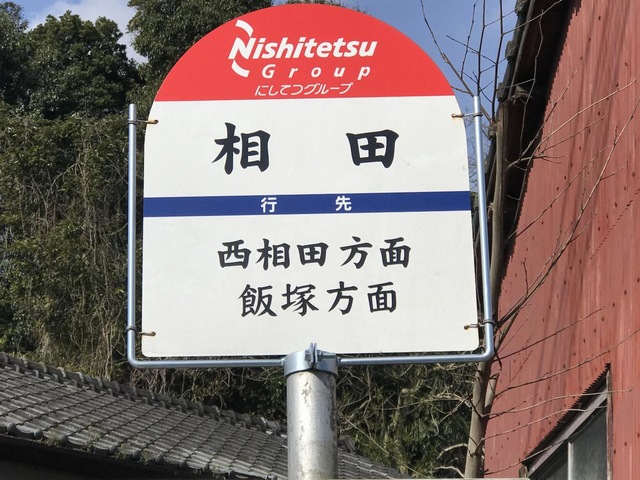 Nishitetsu
Group
にしてつグループ
相田
行先
西相田方面
飯塚方面